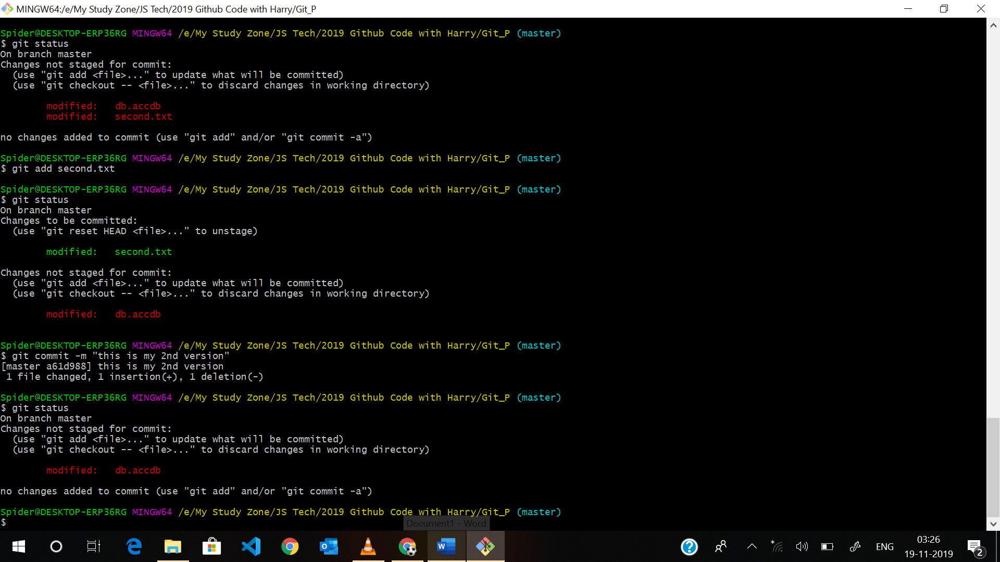 MINGW64:/e/My Study Zone/JS Tech/2019 Github Code with Harry/Git_P
Spider@DESKTOP-ERP36RG MINGW64 /e/My Study Zone/JS Tech/2019 Github Code with Harry/Git_P (master)
$ git status
On branch master
Changes not staged for commit:
  (use "git add <file>..." to update what will be committed)
  (use "git checkout -- <file>..." to discard changes in working directory)
        modified:   db.accdb
        modified:   second.txt
no changes added to commit (use "git add" and/or "git commit -a")
Spider@DESKTOP-ERP36RG MINGW64 /e/My Study Zone/JS Tech/2019 Github Code with Harry/Git_P (master)
$ git add second.txt
Spider@DESKTOP-ERP36RG MINGW64 /e/My Study Zone/JS Tech/2019 Github Code with Harry/Git_P (master)
$ git status
On branch master
Changes to be committed:
  (use "git reset HEAD <file>..." to unstage)
        modified:   second.txt
Changes not staged for commit:
  (use "git add <file>..." to update what will be committed)
  (use "git checkout -- <file>..." to discard changes in working directory)
        modified:   db.accdb
Spider@DESKTOP-ERP36RG MINGW64 /e/My Study Zone/JS Tech/2019 Github Code with Harry/Git_P (master)
$ git commit -m "this is my 2nd version"
[master a61d988] this is my 2nd version
 1 file changed, 1 insertion(+), 1 deletion(-)
Spider@DESKTOP-ERP36RG MINGW64 /e/My Study Zone/JS Tech/2019 Github Code with Harry/Git_P (master)
$ git status
On branch master
Changes not staged for commit:
  (use "git add <file>..." to update what will be committed)
  (use "git checkout -- <file>..." to discard changes in working directory)
        modified:   db.accdb
no changes added to commit (use "git add" and/or "git commit -a")
Spider@DESKTOP-ERP36RG MINGW64 /e/My Study Zone/JS Tech/2019 Github Code with Harry/Git_P (master)
$
Document1 - Word
ENG
03:26
19-11-2019
2